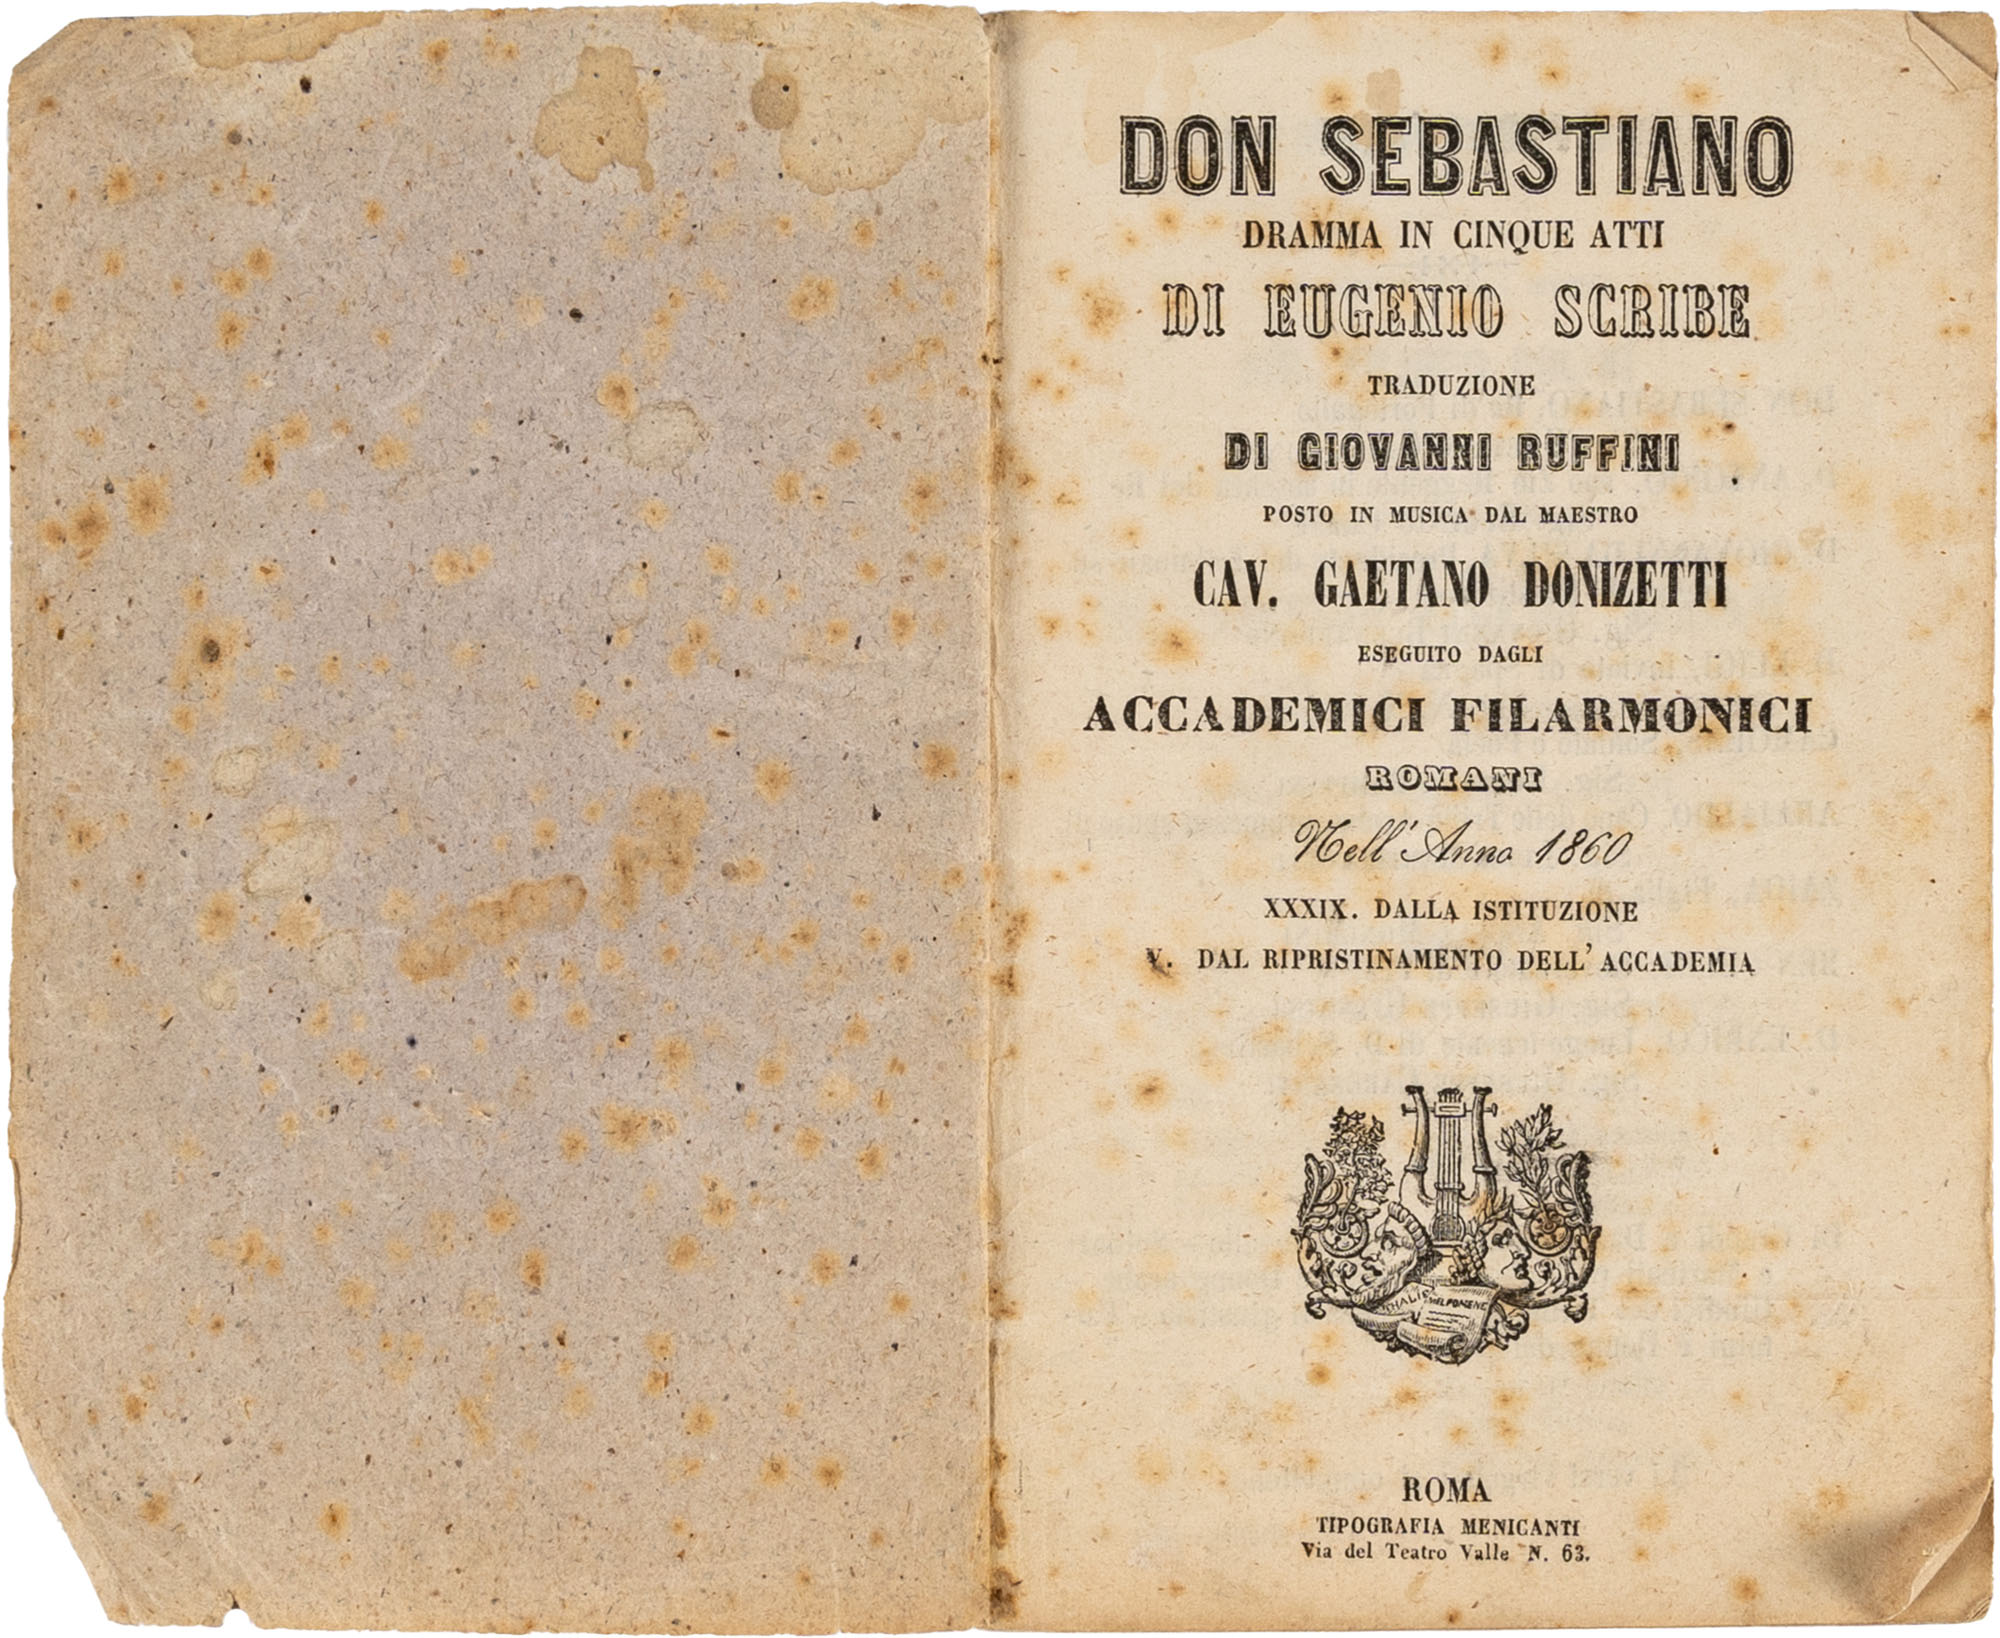 DON SEBASTIANO
DRAMMA IN CINQUE ATTI
DI EUGENIO SCRIBE
TRADUZIONE
DI GIOVANNI RUFFINI
POSTO IN MUSICA DAL MAESTRO
CAV. GAETANO DONIZETTI
ESEGUITO DAGLI
ACCADEMICI FILARMONICI
ROMANI
Nell' Anno 1860
XXXIX. DALLA ISTITUZIONE
V. DAL RIPRISTINAMENTO DELL' ACCADEMIA
MELPOMENE
ROMA
TIPOGRAFIA MENICANTI
Via del Teatro Valle N. 63.